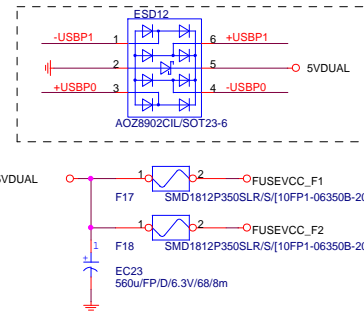 ESD12
-USBP1 1 6 +USBP1
2 5 5VDUAL
+USBP0 3 4 -USBP0
AOZ8902CIL/SOT23-6
VDUAL 1 2 FUSEVCC_F1
F17 SMD1812P350SLR/S/[10FP1-06350B-20
1 2 FUSEVCC_F2
F18 SMD1812P350SLR/S/[10FP1-06350B-20
1
+
EC23
560u/FP/D/6.3V/68/8m